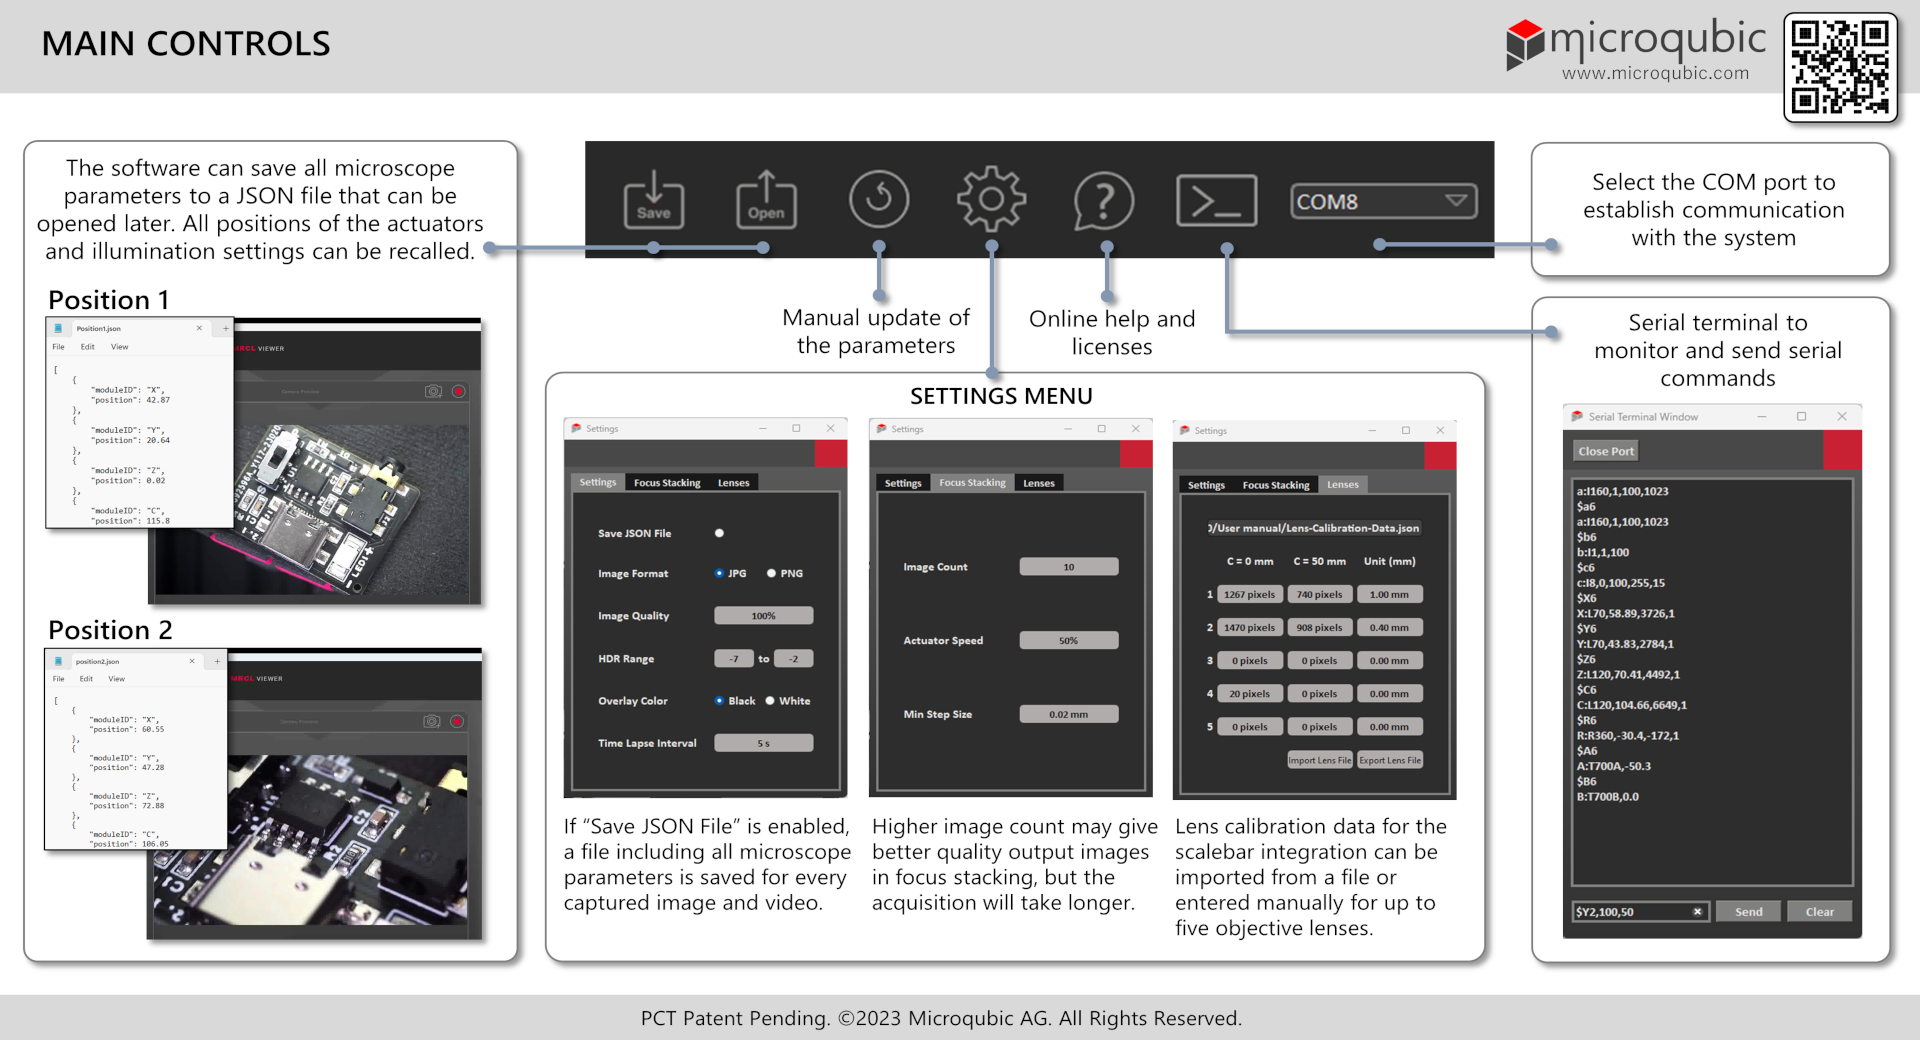 MAIN CONTROLS
microqubic
www.microqubic.com
The software can save all microscope
parameters to a JSON file that can be
opened later. All positions of the actuators
and illumination settings can be recalled.
Position 1
Position1.json
File Edit View
[
{
"moduleID": "X",
"position": 42.87
},
{
"moduleID": "Y",
"position": 20.64
},
{
"moduleID": "Z",
"position": 0.02
},
{
"moduleID": "C",
"position": 115.8
MRCL VIEWER
Camera Preview
LED1
Position 2
position2.json
File Edit View
[
{
"moduleID": "X",
"position": 60.55
},
{
"moduleID": "Y",
"position": 47.28
},
{
"moduleID": "Z",
"position": 72.88
},
{
"moduleID": "C",
"position": 106.05
MRCL VIEWER
Save
Open
COM8
Manual update of
the parameters
Online help and
licenses
SETTINGS MENU
Settings
Settings Focus Stacking Lenses
Save JSON File
Image Format JPG PNG
Image Quality 100%
HDR Range -7 to -2
Overlay Color Black White
Time Lapse Interval 5 s
If “Save JSON File” is enabled,
a file including all microscope
parameters is saved for every
captured image and video.
Settings
Settings Focus Stacking Lenses
Image Count 10
Actuator Speed 50%
Min Step Size 0.02 mm
Higher image count may give
better quality output images
in focus stacking, but the
acquisition will take longer.
Settings
Settings Focus Stacking Lenses
/User manual/Lens-Calibration-Data.json
C = 0 mm C = 50 mm Unit (mm)
1 1267 pixels 740 pixels 1.00 mm
2 1470 pixels 908 pixels 0.40 mm
3 0 pixels 0 pixels 0.00 mm
4 20 pixels 0 pixels 0.00 mm
5 0 pixels 0 pixels 0.00 mm
Import Lens File Export Lens File
Lens calibration data for the
scalebar integration can be
imported from a file or
entered manually for up to
five objective lenses.
Select the COM port to
establish communication
with the system
Serial terminal to
monitor and send serial
commands
Serial Terminal Window
Close Port
a:I160,1,100,1023
$a6
a:I160,1,100,1023
$b6
b:I1,1,100
$c6
c:I8,0,100,255,15
$X6
X:L70,58.89,3726,1
$Y6
Y:L70,43.83,2784,1
$Z6
Z:L120,70.41,4492,1
$C6
C:L120,104.66,6649,1
$R6
R:R360,-30.4,-172,1
$A6
A:T700A,-50.3
$B6
B:T700B,0.0
$Y2,100,50
Send
Clear
PCT Patent Pending. ©2023 Microqubic AG. All Rights Reserved.